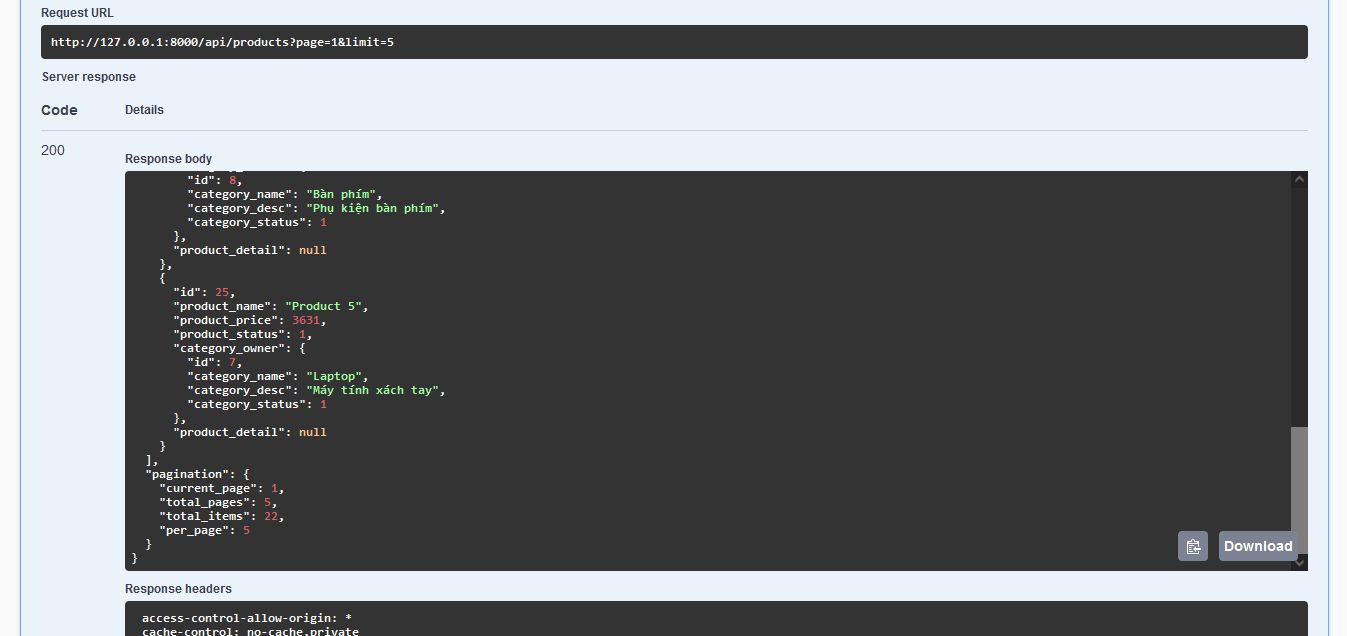 Request URL
http://127.0.0.1:8000/api/products?page=1&limit=5
Server response
Code Details
200
Response body
"id": 8,
"category_name": "Bàn phím",
"category_desc": "Phụ kiện bàn phím",
"category_status": 1
},
"product_detail": null
},
{
"id": 25,
"product_name": "Product 5",
"product_price": 3631,
"product_status": 1,
"category_owner": {
"id": 7,
"category_name": "Laptop",
"category_desc": "Máy tính xách tay",
"category_status": 1
},
"product_detail": null
}
],
"pagination": {
"current_page": 1,
"total_pages": 5,
"total_items": 22,
"per_page": 5
}
}
Download
Response headers
access-control-allow-origin: *
cache-control: no-cache,private